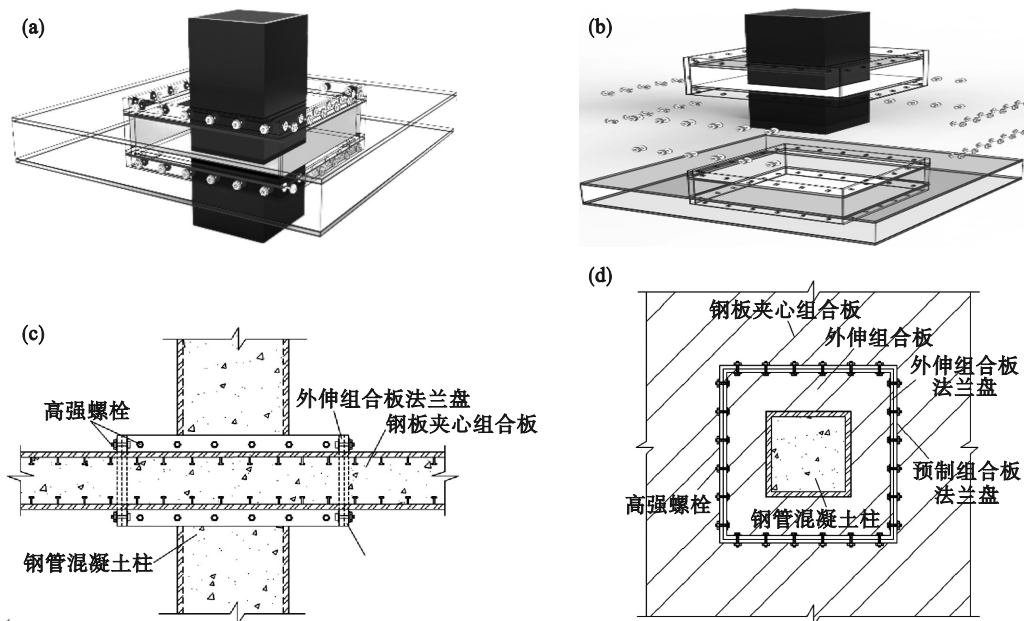 (a)
(b)
(c)
高强螺栓
外伸组合板法兰盘
钢板夹心组合板
钢管混凝土柱
(d)
钢板夹心组合板
外伸组合板
外伸组合板
法兰盘
预制组合板
法兰盘
高强螺栓
钢管混凝土柱